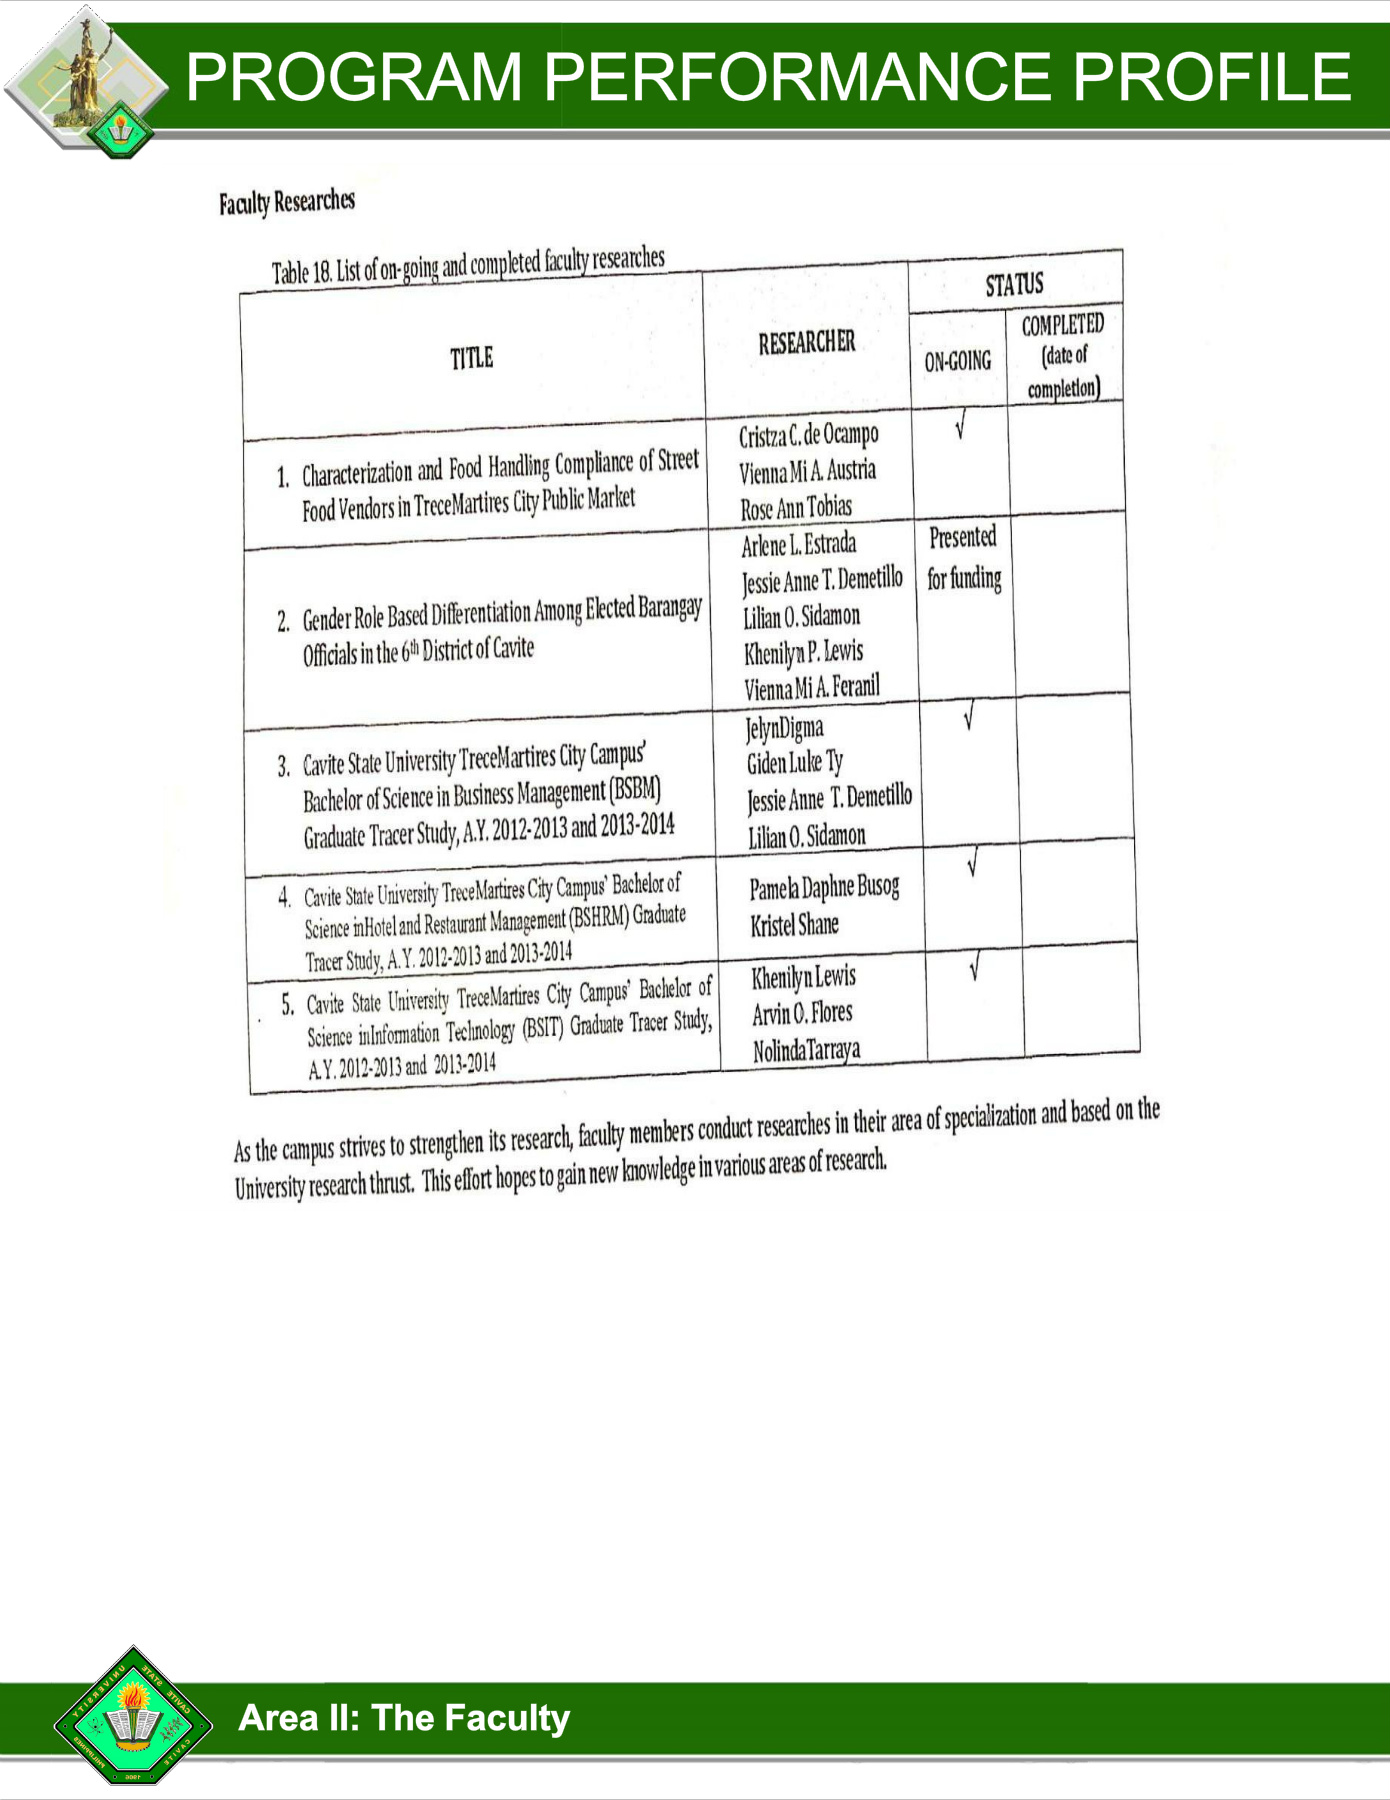 PROGRAM PERFORMANCE PROFILE
Faculty Researches
Table 18. List of on-going and completed faculty researches
TITLE
RESEARCHER
STATUS
ON-GOING
COMPLETED
(date of
completion)
1. Characterization and Food Handling Compliance of Street
Food Vendors in TreceMartires City Public Market
Cristza C. de Ocampo
Vienna Mi A. Austria
Rose Ann Tobias
√
2. Gender Role Based Differentiation Among Elected Barangay
Officials in the 6th District of Cavite
Arlene L. Estrada
Jessie Anne T. Demetillo
Lilian O. Sidamon
Khenilyn P. Lewis
Vienna Mi A. Feranil
Presented
for funding
3. Cavite State University TreceMartires City Campus'
Bachelor of Science in Business Management (BSBM)
Graduate Tracer Study, A.Y. 2012-2013 and 2013-2014
JelynDigma
Giden Luke Ty
Jessie Anne T. Demetillo
Lilian O. Sidamon
√
4. Cavite State University TreceMartires City Campus' Bachelor of
Science inHotel and Restaurant Management (BSHRM) Graduate
Tracer Study, A.Y. 2012-2013 and 2013-2014
Pamela Daphne Busog
Kristel Shane
√
5. Cavite State University TreceMartires City Campus' Bachelor of
Science inInformation Technology (BSIT) Graduate Tracer Study,
A.Y. 2012-2013 and 2013-2014
Khenilyn Lewis
Arvin O. Flores
NolindaTarraya
√
As the campus strives to strengthen its research, faculty members conduct researches in their area of specialization and based on the
University research thrust. This effort hopes to gain new knowledge in various areas of research.
CAVITE STATE UNIVERSITY
CAVITE
PHILIPPINES
1906
Area II: The Faculty